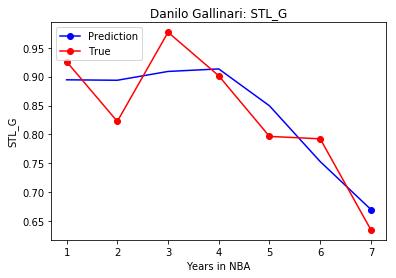 Danilo Gallinari: STL_G
Prediction
True
0.95
0.90
0.85
0.80
0.75
0.70
0.65
STL_G
1 2 3 4 5 6 7
Years in NBA